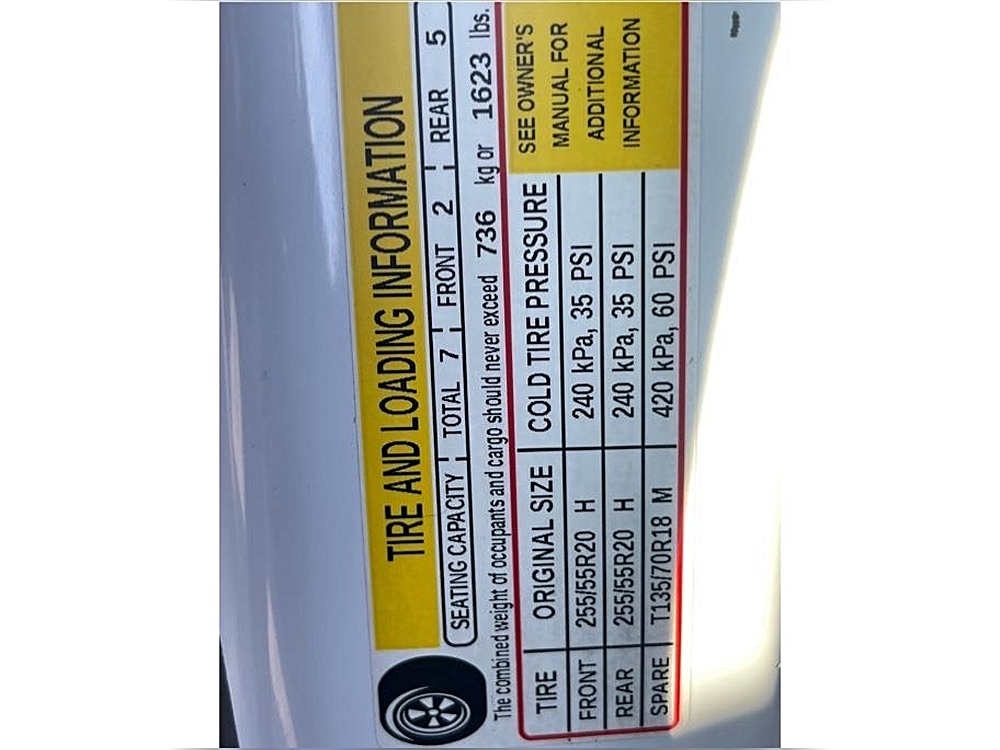 TIRE AND LOADING INFORMATION
SEATING CAPACITY TOTAL 7 FRONT 2 REAR 5
The combined weight of occupants and cargo should never exceed 736 kg or 1623 lbs.
TIRE ORIGINAL SIZE COLD TIRE PRESSURE
FRONT 255/55R20 H 240 kPa, 35 PSI
REAR 255/55R20 H 240 kPa, 35 PSI
SPARE T135/70R18 M 420 kPa, 60 PSI
SEE OWNER'S
MANUAL FOR
ADDITIONAL
INFORMATION